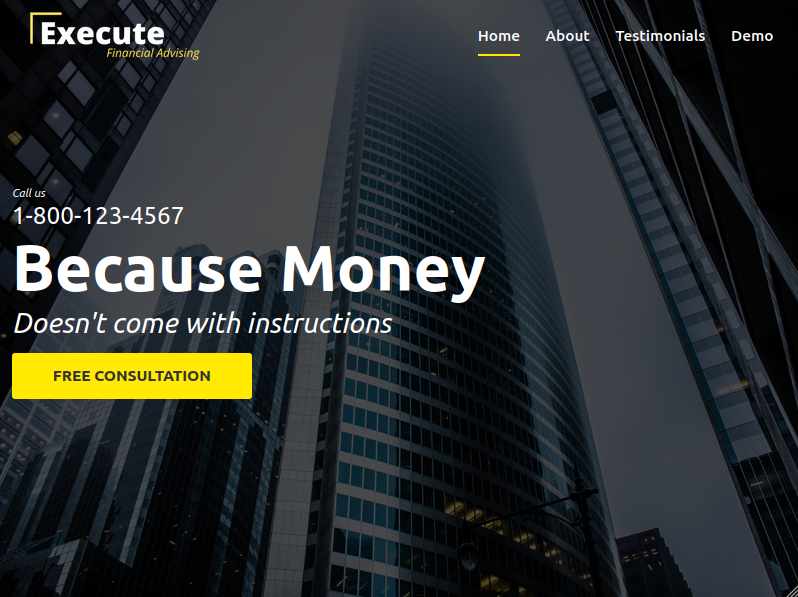 Execute
Financial Advising
Home About Testimonials Demo
Call us
1-800-123-4567
Because Money
Doesn't come with instructions
FREE CONSULTATION